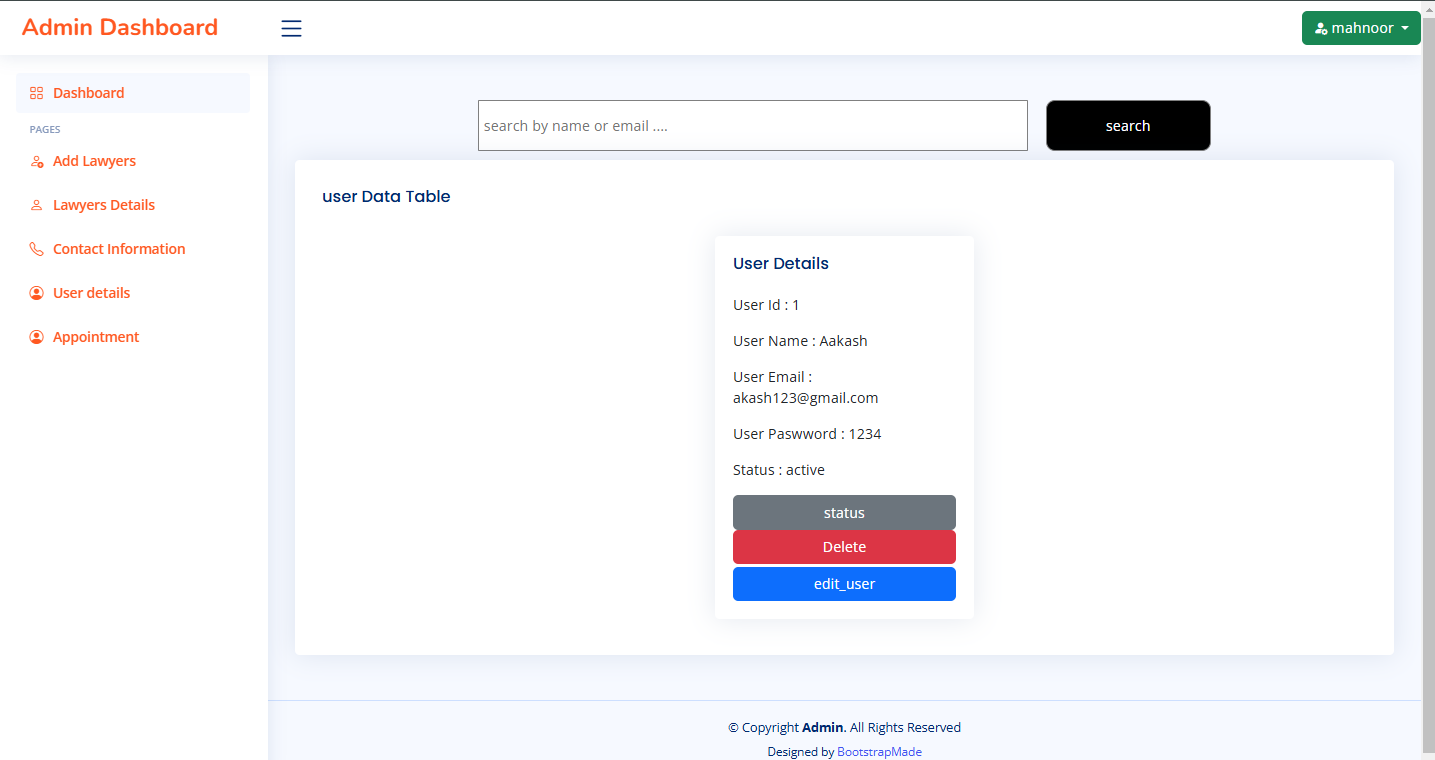 Admin Dashboard
mahnoor
Dashboard
PAGES
Add Lawyers
Lawyers Details
Contact Information
User details
Appointment
search by name or email ....
search
user Data Table
User Details
User Id : 1
User Name : Aakash
User Email :
akash123@gmail.com
User Paswword : 1234
Status : active
status
Delete
edit_user
© Copyright Admin. All Rights Reserved
Designed by BootstrapMade